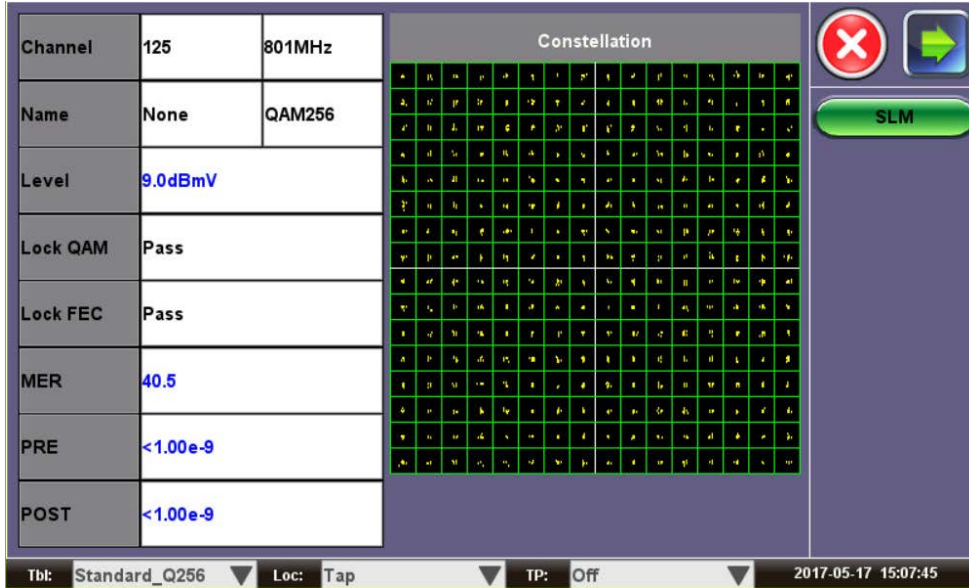 Channel 125 801MHz
Name None QAM256
Level 9.0dBmV
Lock QAM Pass
Lock FEC Pass
MER 40.5
PRE <1.00e-9
POST <1.00e-9
Constellation
SLM
Tbl: Standard_Q256 Loc: Tap TP: Off 2017-05-17 15:07:45